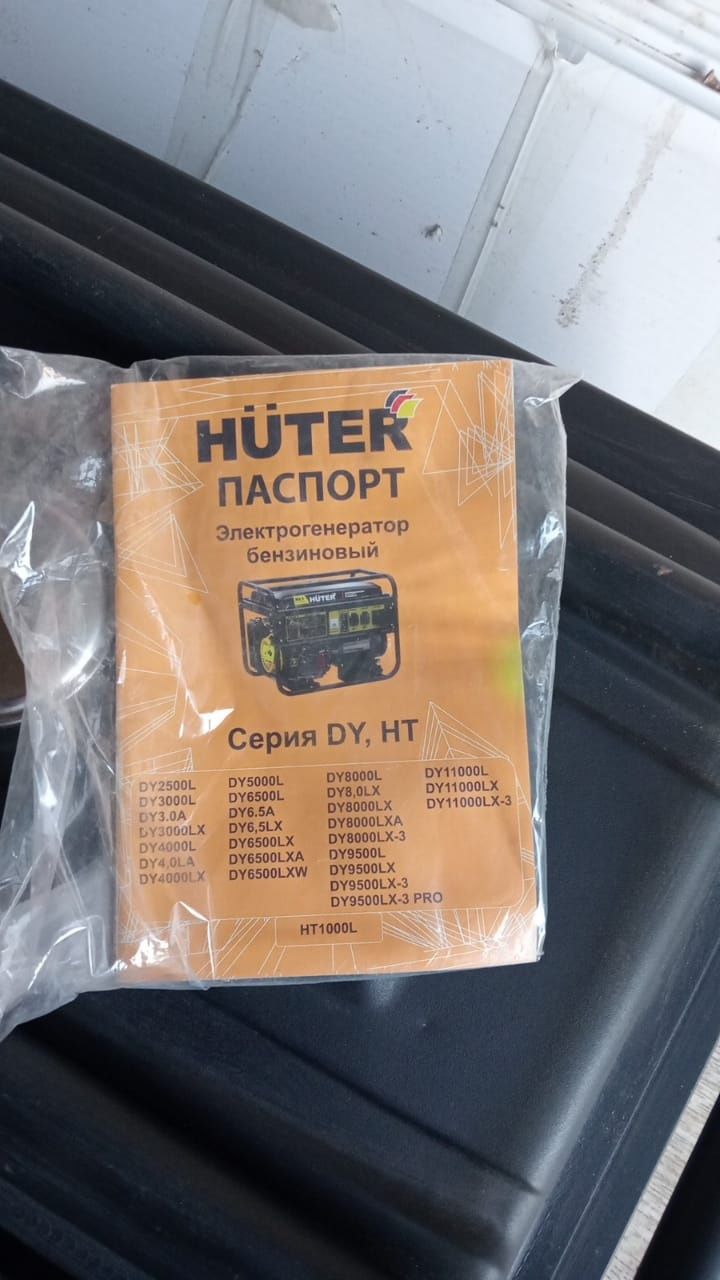 HÜTER
ПАСПОРТ
Электрогенератор
бензиновый
HÜTER
Серия DY, HT
DY2500L
DY3000L
DY3.0A
DY3000LX
DY4000L
DY4,0LA
DY4000LX
DY5000L
DY6500L
DY6.5A
DY6,5LX
DY6500LX
DY6500LXA
DY6500LXW
DY8000L
DY8,0LX
DY8000LX
DY8000LXA
DY8000LX-3
DY9500L
DY9500LX
DY9500LX-3
DY9500LX-3 PRO
DY11000L
DY11000LX
DY11000LX-3
HT1000L